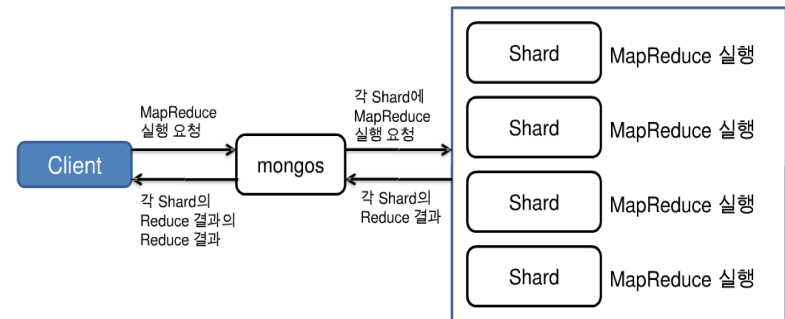 Client
MapReduce
실행 요청
각 Shard의
Reduce 결과의
Reduce 결과
mongos
각 Shard에
MapReduce
실행 요청
각 Shard의
Reduce 결과
Shard MapReduce 실행
Shard MapReduce 실행
Shard MapReduce 실행
Shard MapReduce 실행